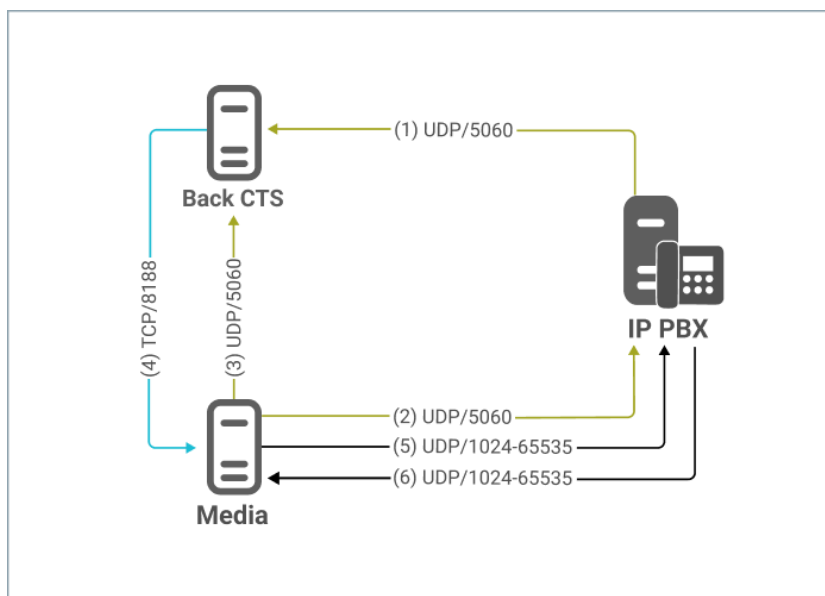 (1) UDP/5060
Back CTS
(4) TCP/8188
(3) UDP/5060
IP PBX
(2) UDP/5060
(5) UDP/1024-65535
(6) UDP/1024-65535
Media